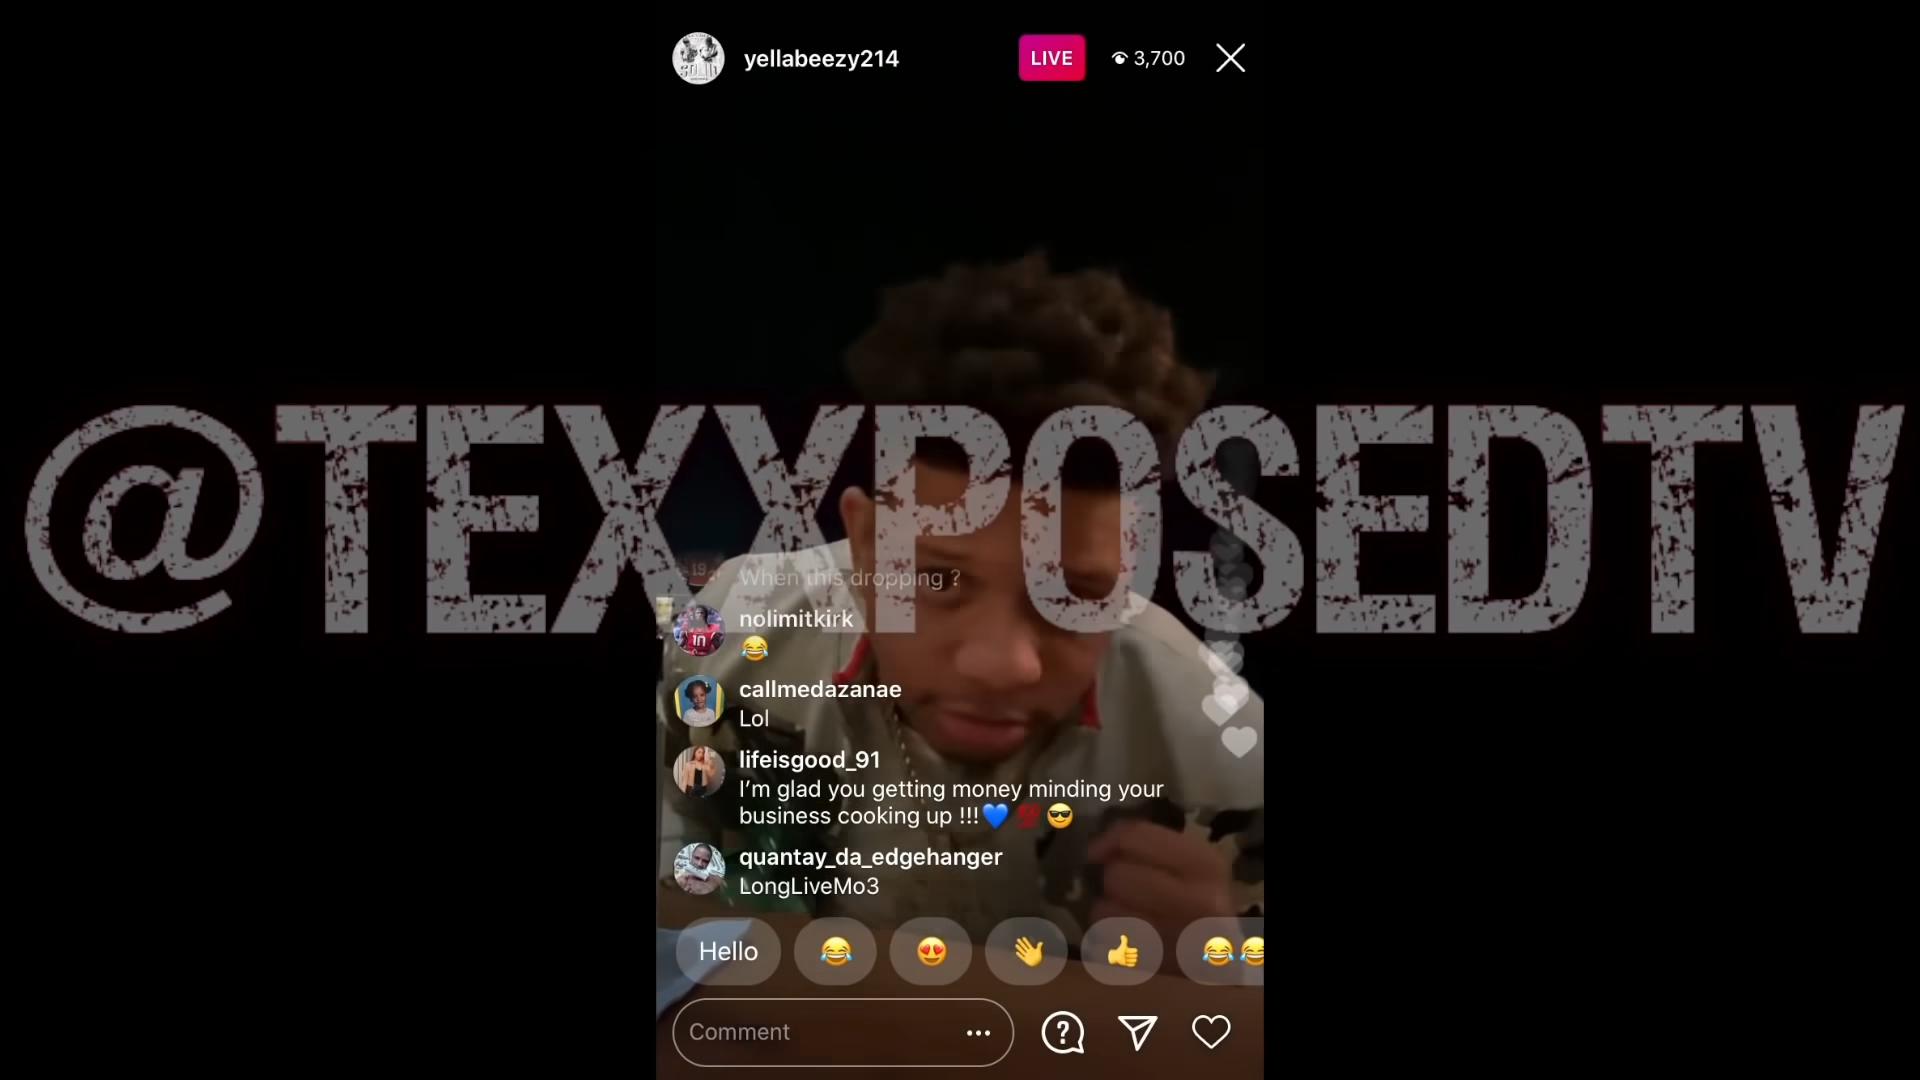 yellabeezy214
LIVE
3,700
@TEXXPOSEDTV
When this dropping ?
nolimitkirk
😂
callmedazanae
Lol
lifeisgood_91
I’m glad you getting money minding your
business cooking up !!!💙💯😎
quantay_da_edgehanger
LongLiveMo3
Hello 😂 😍 👋 👍 😂😂
Comment